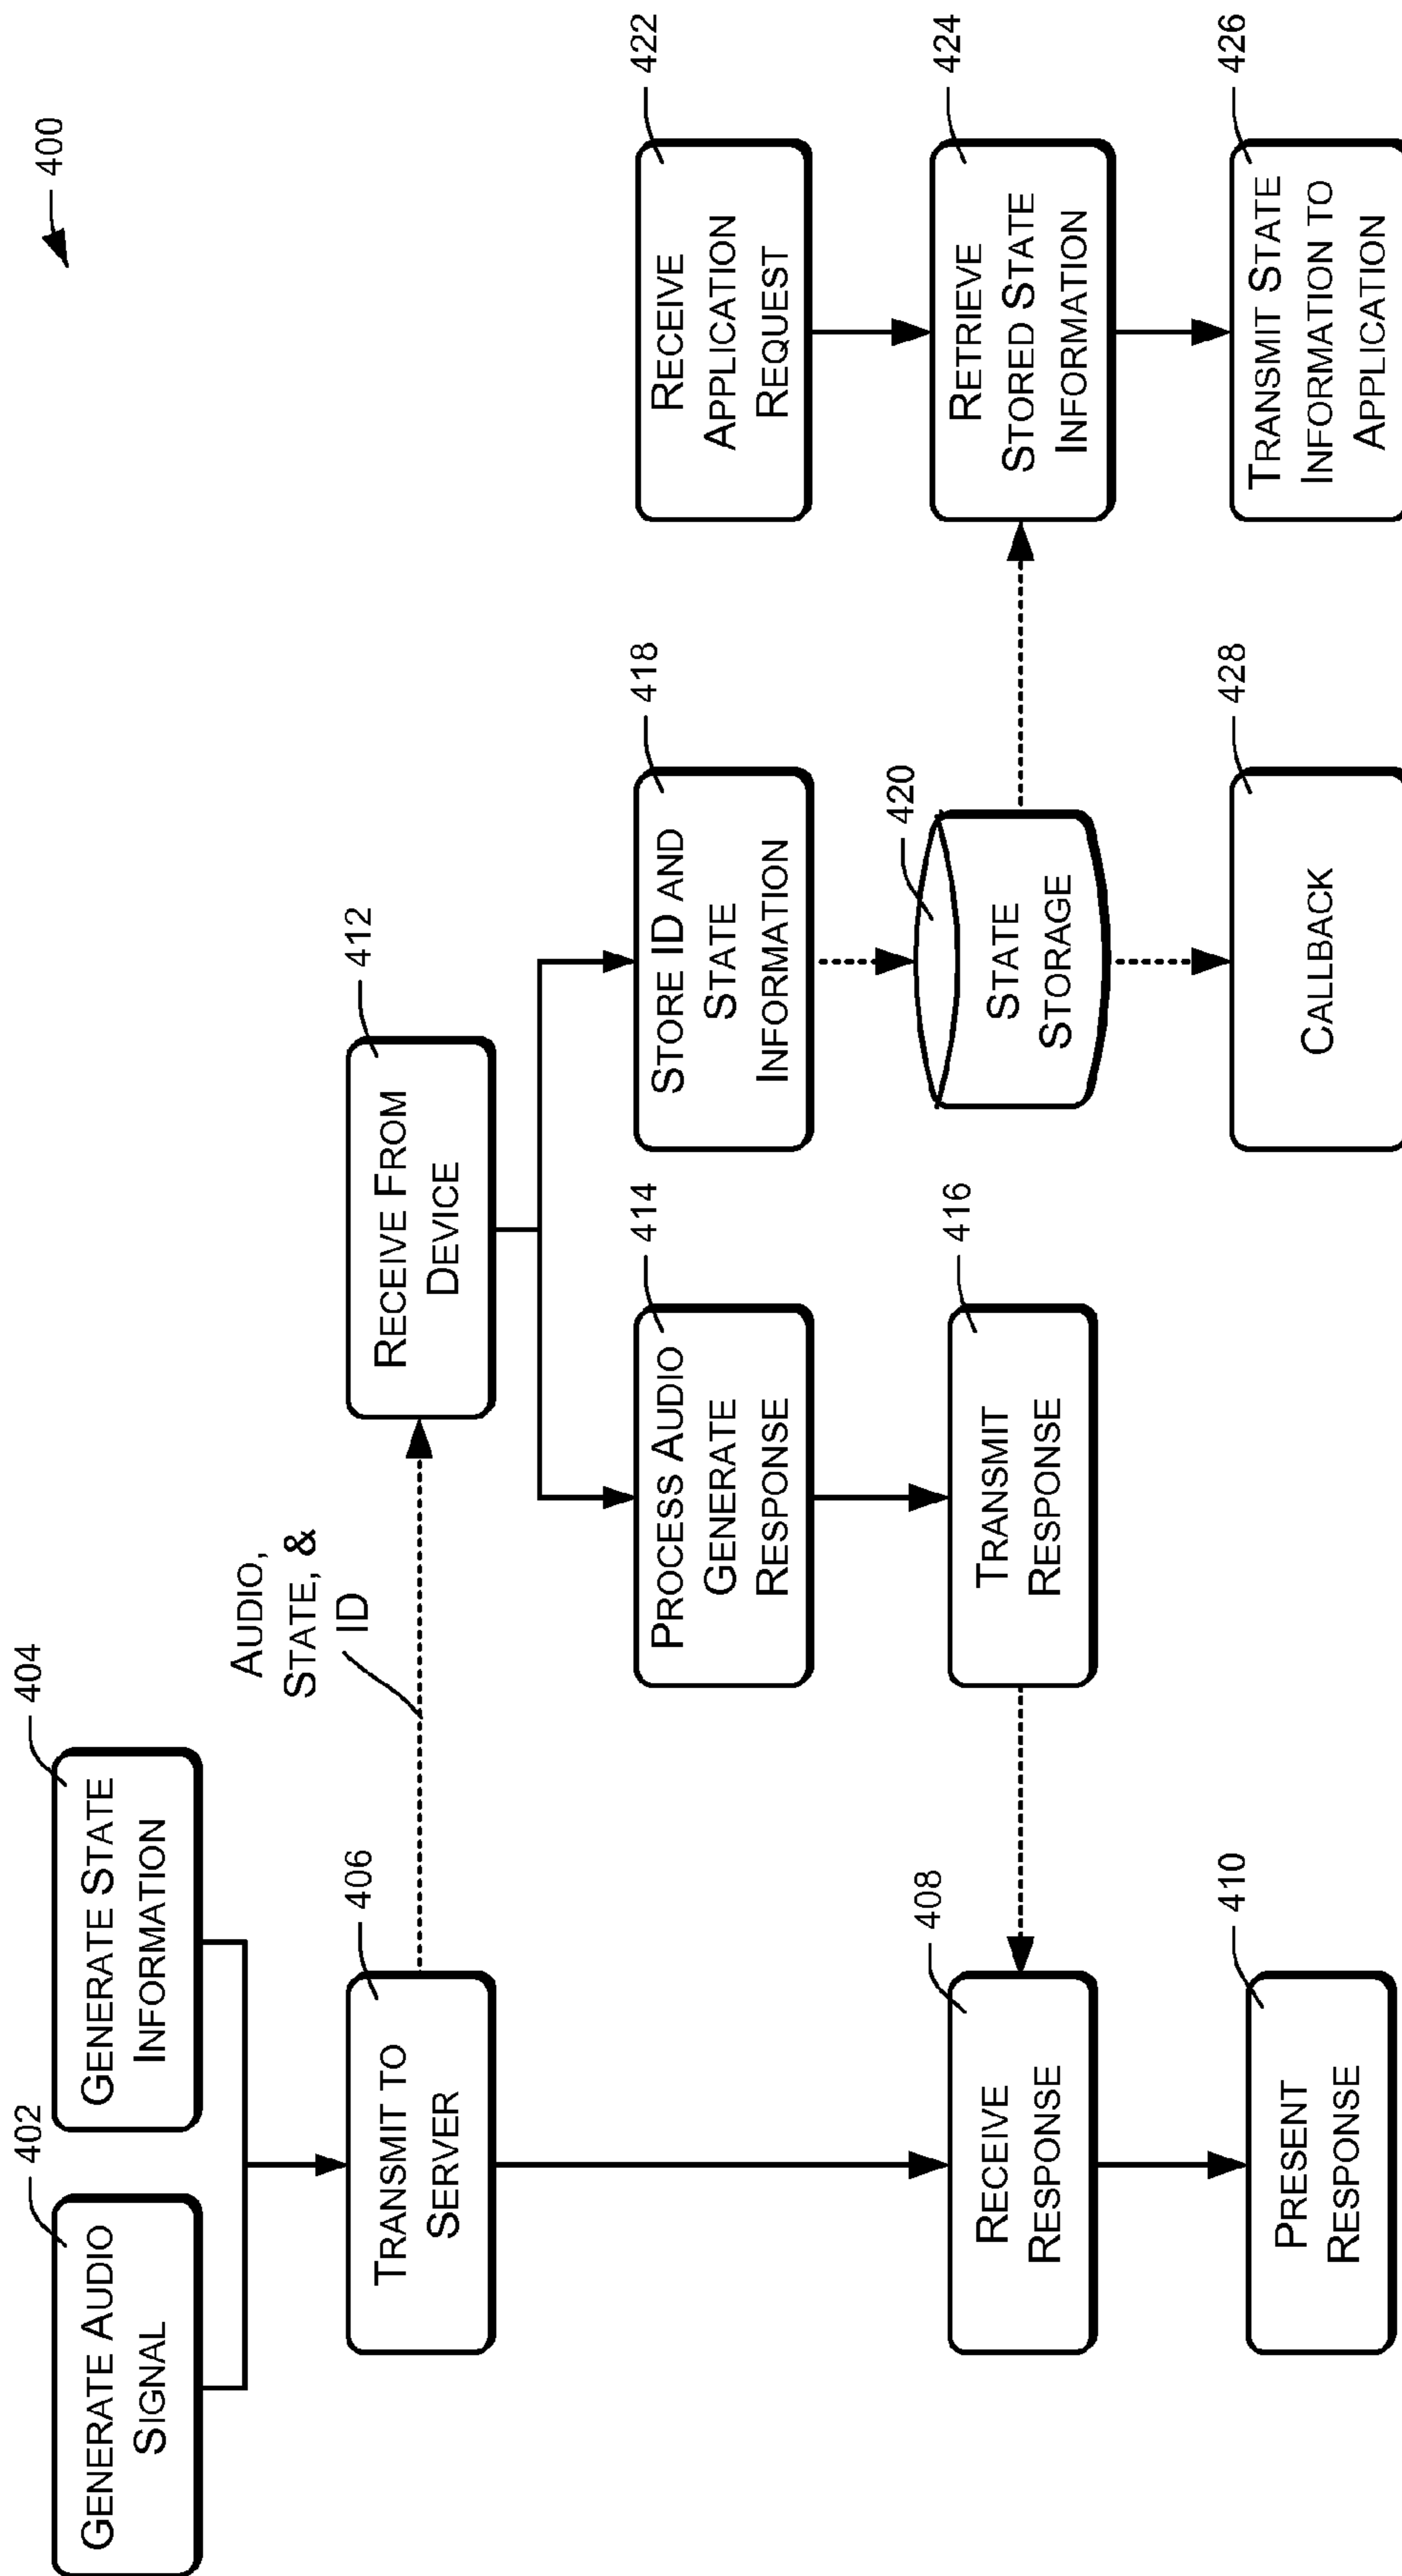 400
402
GENERATE AUDIO
SIGNAL
404
GENERATE STATE
INFORMATION
406
TRANSMIT TO
SERVER
AUDIO,
STATE, &
ID
412
RECEIVE FROM
DEVICE
414
PROCESS AUDIO
GENERATE
RESPONSE
418
STORE ID AND
STATE
INFORMATION
422
RECEIVE
APPLICATION
REQUEST
408
RECEIVE
RESPONSE
416
TRANSMIT
RESPONSE
420
STATE
STORAGE
424
RETRIEVE
STORED STATE
INFORMATION
410
PRESENT
RESPONSE
428
CALLBACK
426
TRANSMIT STATE
INFORMATION TO
APPLICATION